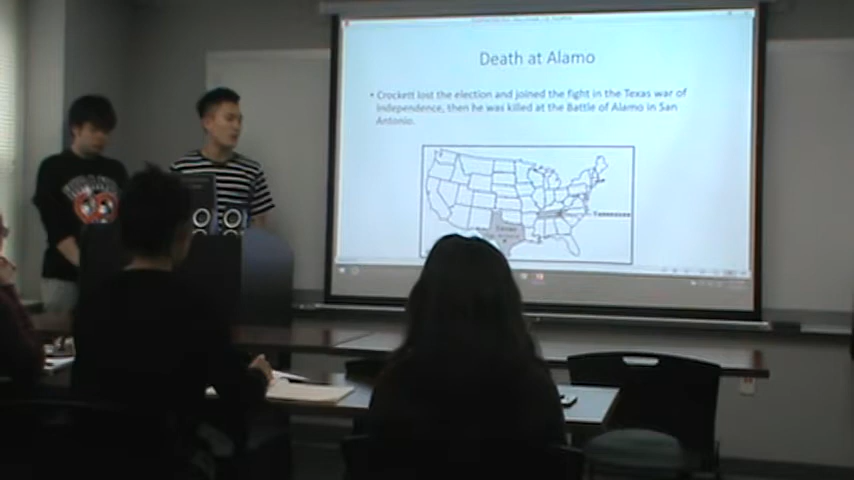 Death at Alamo
• Crockett lost the election and joined the fight in the Texas war of
independence, then he was killed at the Battle of Alamo in San
Antonio.
Tennessee
Texas